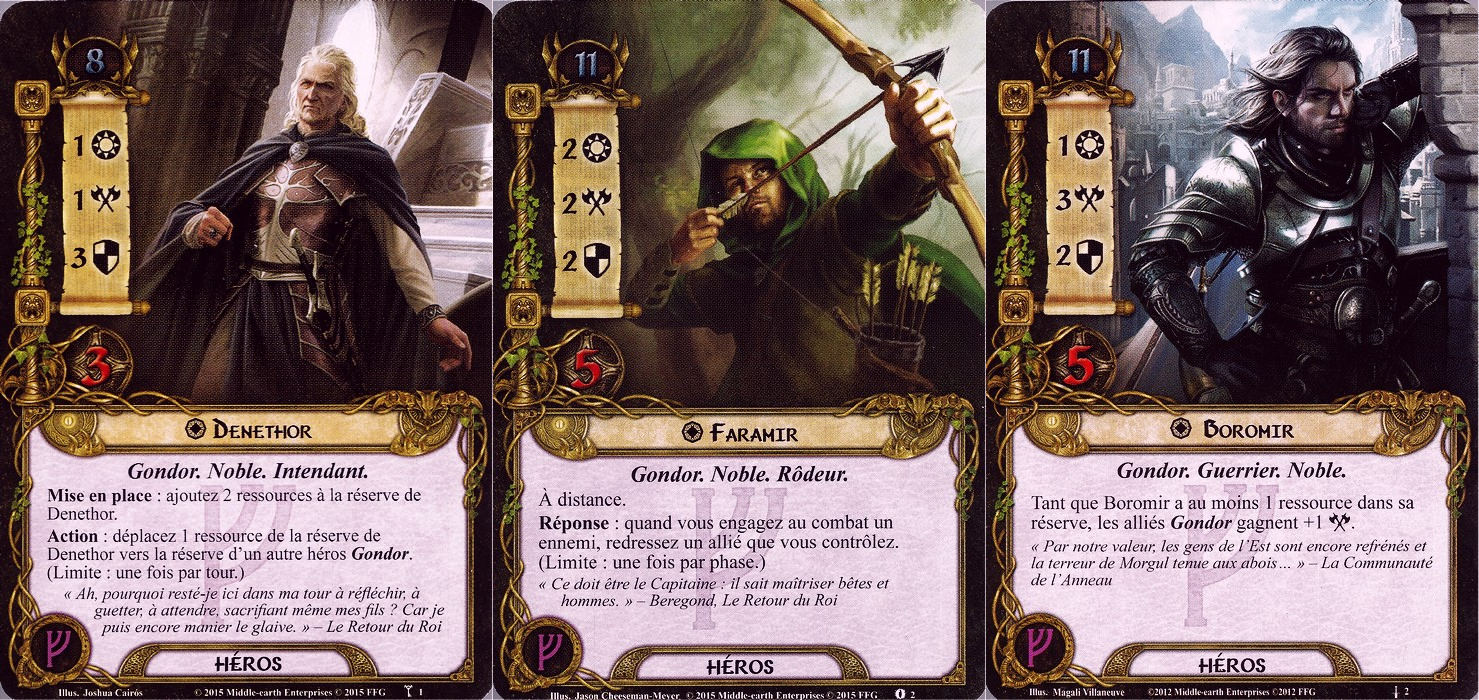 8
1
1
3
3
DENETHOR
Gondor. Noble. Intendant.
Mise en place : ajoutez 2 ressources à la réserve de
Denethor.
Action : déplacez 1 ressource de la réserve de
Denethor vers la réserve d'un autre héros Gondor.
(Limite : une fois par tour.)
« Ah, pourquoi resté-je ici dans ma tour à réfléchir, à
guetter, à attendre, sacrifiant même mes fils ? Car je
puis encore manier le glaive. » – Le Retour du Roi
HÉROS
Illus. Joshua Cairós © 2015 Middle-earth Enterprises © 2015 FFG 1
11
2
2
2
5
FARAMIR
Gondor. Noble. Rôdeur.
À distance.
Réponse : quand vous engagez au combat un
ennemi, redressez un allié que vous contrôlez.
(Limite : une fois par phase.)
« Ce doit être le Capitaine : il sait maîtriser bêtes et
hommes. » – Beregond, Le Retour du Roi
HÉROS
Illus. Jason Cheeseman-Meyer © 2015 Middle-earth Enterprises © 2015 FFG 2
11
1
3
2
5
BOROMIR
Gondor. Guerrier. Noble.
Tant que Boromir a au moins 1 ressource dans sa
réserve, les alliés Gondor gagnent +1 .
« Par notre valeur, les gens de l'Est sont encore refrénés et
la terreur de Morgul tenue aux abois… » – La Communauté
de l'Anneau
HÉROS
Illus. Magali Villaneuve ©2012 Middle-earth Enterprises ©2012 FFG 2